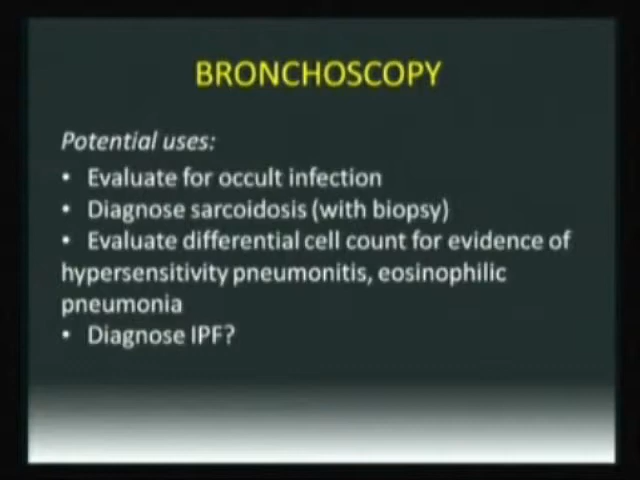 BRONCHOSCOPY
Potential uses:
• Evaluate for occult infection
• Diagnose sarcoidosis (with biopsy)
• Evaluate differential cell count for evidence of
hypersensitivity pneumonitis, eosinophilic
pneumonia
• Diagnose IPF?